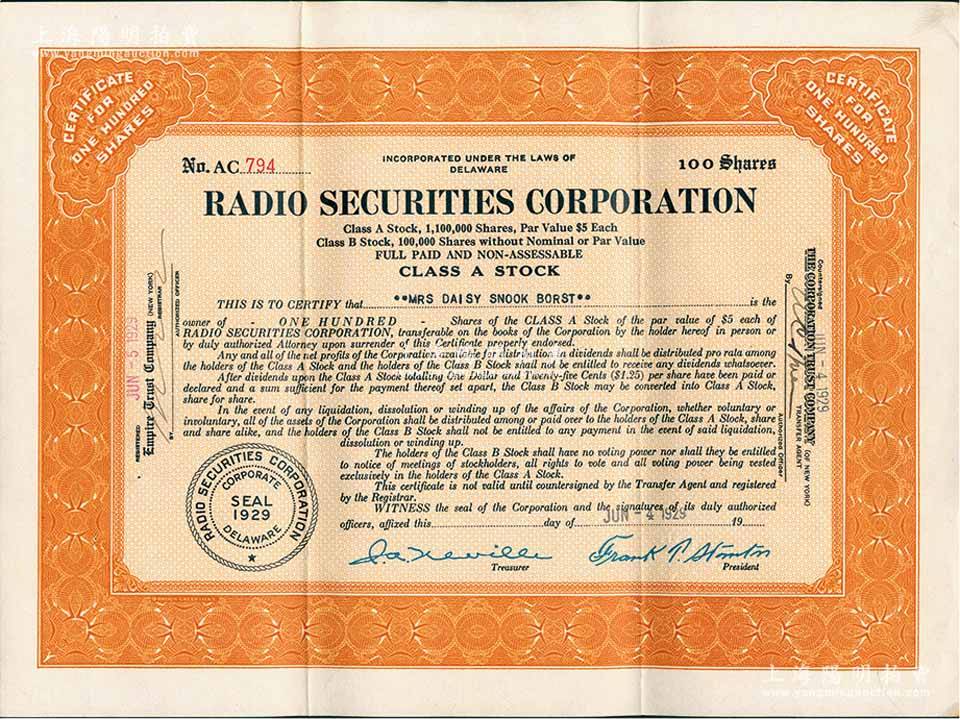 上海陽明拍賣
www.yangmingauction.com
CERTIFICATE
FOR
ONE HUNDRED
SHARES
CERTIFICATE
FOR
ONE HUNDRED
SHARES
No. AC 794
INCORPORATED UNDER THE LAWS OF
DELAWARE
100 Shares
RADIO SECURITIES CORPORATION
Class A Stock, 1,100,000 Shares, Par Value $5 Each
Class B Stock, 100,000 Shares without Nominal or Par Value
FULL PAID AND NON-ASSESSABLE
CLASS A STOCK
THIS IS TO CERTIFY that **MRS DAISY SNOOK BORST** is the
owner of - ONE HUNDRED - Shares of the CLASS A Stock of the par value of $5 each of
RADIO SECURITIES CORPORATION, transferable on the books of the Corporation by the holder hereof in person or
by duly authorized Attorney upon surrender of this Certificate properly endorsed.
Any and all of the net profits of the Corporation available for distribution in dividends shall be distributed pro rata among
the holders of the Class A Stock and the holders of the Class B Stock shall not be entitled to receive any dividends whatsoever.
After dividends upon the Class A Stock totalling One Dollar and Twenty-five Cents ($1.25) per share have been paid or
declared and a sum sufficient for the payment thereof set apart, the Class B Stock may be converted into Class A Stock,
share for share.
In the event of any liquidation, dissolution or winding up of the affairs of the Corporation, whether voluntary or
involuntary, all of the assets of the Corporation shall be distributed among or paid over to the holders of the Class A Stock, share
and share alike, and the holders of the Class B Stock shall not be entitled to any payment in the event of said liquidation,
dissolution or winding up.
The holders of the Class B Stock shall have no voting power nor shall they be entitled
to notice of meetings of stockholders, all rights to vote and all voting power being vested
exclusively in the holders of the Class A Stock.
This certificate is not valid until countersigned by the Transfer Agent and registered
by the Registrar.
WITNESS the seal of the Corporation and the signatures of its duly authorized
officers, affixed this day of JUN - 4 1929 19
Frank P. Stanton
Treasurer
President
REGISTERED
JUN - 5 1929
Empire Trust Company (NEW YORK)
REGISTRAR
BY
AUTHORIZED OFFICER
Countersigned
JUN - 4 1929
THE CORPORATION TRUST COMPANY (OF NEW YORK)
TRANSFER AGENT
By
Authorized Officer
RADIO SECURITIES CORPORATION
CORPORATE
SEAL
1929
DELAWARE
上海陽明拍賣
www.yangmingauction.com